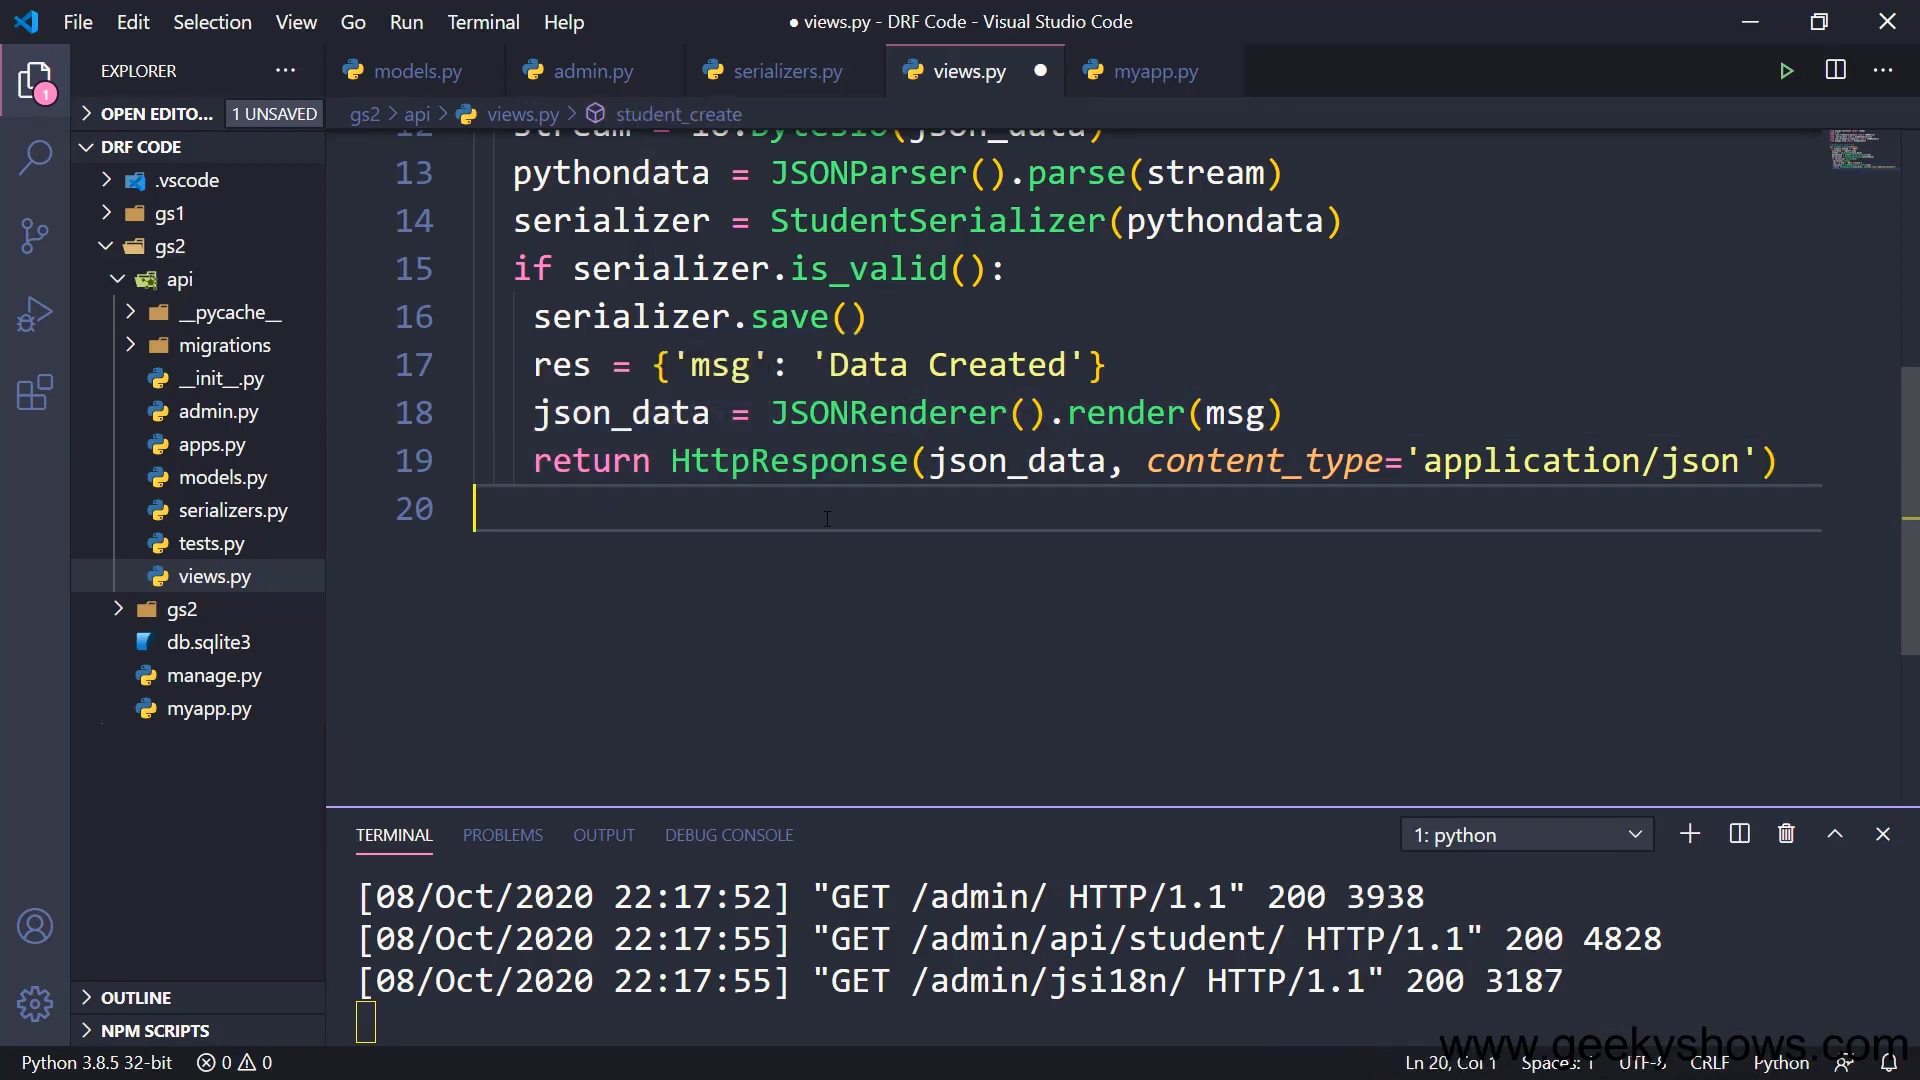 File Edit Selection View Go Run Terminal Help ● views.py - DRF Code - Visual Studio Code
EXPLORER
models.py admin.py serializers.py views.py myapp.py
1
OPEN EDITO... 1 UNSAVED
gs2 > api > views.py > student_create
DRF CODE
.vscode
gs1
gs2
api
__pycache__
migrations
__init__.py
admin.py
apps.py
models.py
serializers.py
tests.py
views.py
gs2
db.sqlite3
manage.py
myapp.py
OUTLINE
NPM SCRIPTS
12 stream = io.BytesIO(json_data)
13 pythondata = JSONParser().parse(stream)
14 serializer = StudentSerializer(pythondata)
15 if serializer.is_valid():
16 serializer.save()
17 res = {'msg': 'Data Created'}
18 json_data = JSONRenderer().render(msg)
19 return HttpResponse(json_data, content_type='application/json')
20
TERMINAL PROBLEMS OUTPUT DEBUG CONSOLE 1: python
[08/Oct/2020 22:17:52] "GET /admin/ HTTP/1.1" 200 3938
[08/Oct/2020 22:17:55] "GET /admin/api/student/ HTTP/1.1" 200 4828
[08/Oct/2020 22:17:55] "GET /admin/jsi18n/ HTTP/1.1" 200 3187
www.geekyshows.com
Python 3.8.5 32-bit 0 0 Ln 20, Col 1 Spaces: 1 UTF-8 CRLF Python